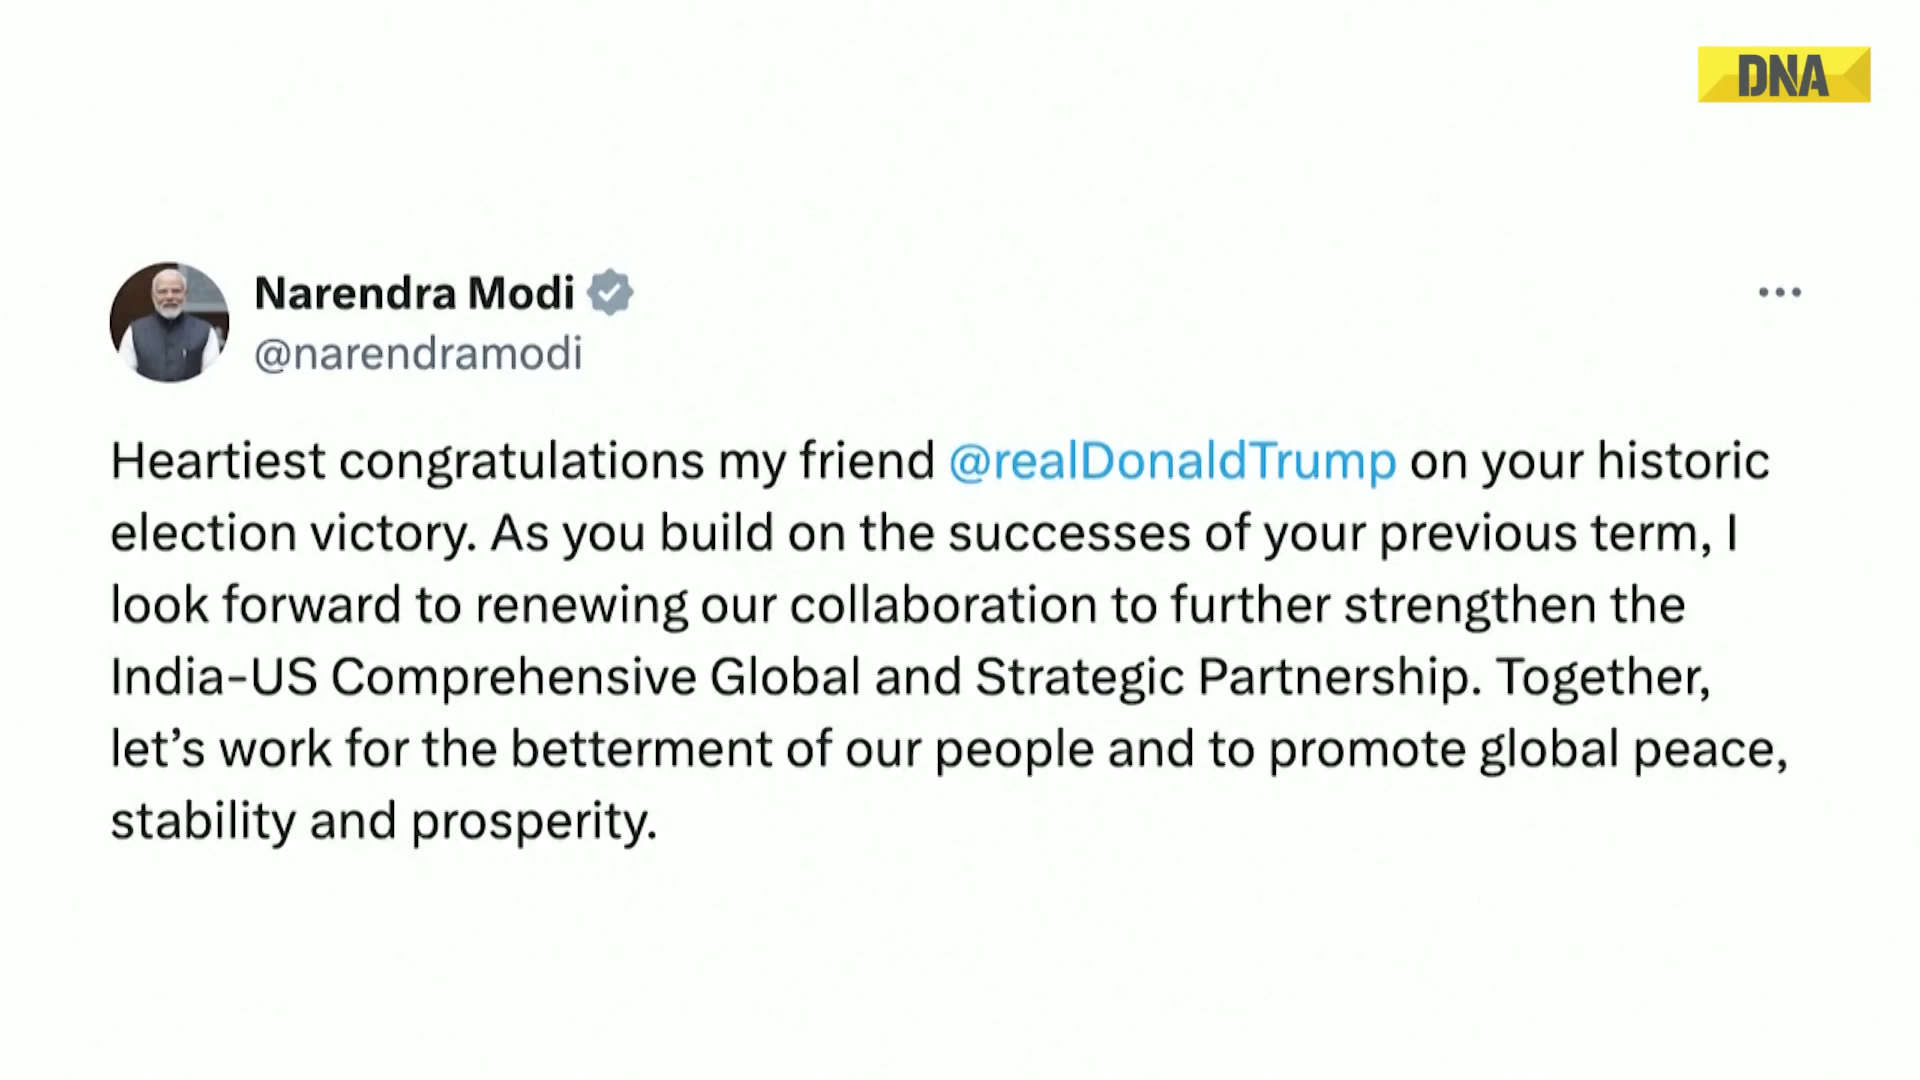 DNA
Narendra Modi
@narendramodi
Heartiest congratulations my friend @realDonaldTrump on your historic
election victory. As you build on the successes of your previous term, I
look forward to renewing our collaboration to further strengthen the
India-US Comprehensive Global and Strategic Partnership. Together,
let’s work for the betterment of our people and to promote global peace,
stability and prosperity.